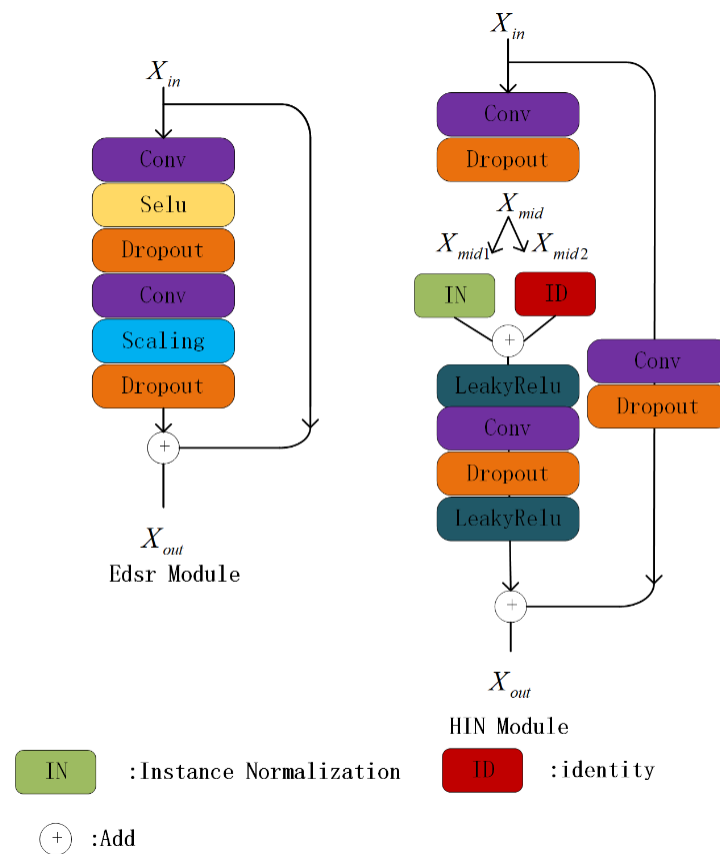 X_in
Conv
Selu
Dropout
Conv
Scaling
Dropout
+
X_out
Edsr Module
X_in
Conv
Dropout
X_mid
X_mid1 X_mid2
IN ID
+
LeakyRelu
Conv
Dropout
LeakyRelu
Conv
Dropout
+
X_out
HIN Module
IN :Instance Normalization ID :identity
+ :Add